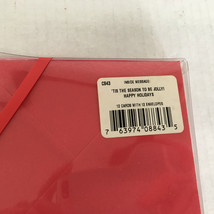 C843
INSIDE MESSAGE:
'TIS THE SEASON TO BE JOLLY!
HAPPY HOLIDAYS
10 CARDS WITH 10 ENVELOPES
7 63974 08843 5